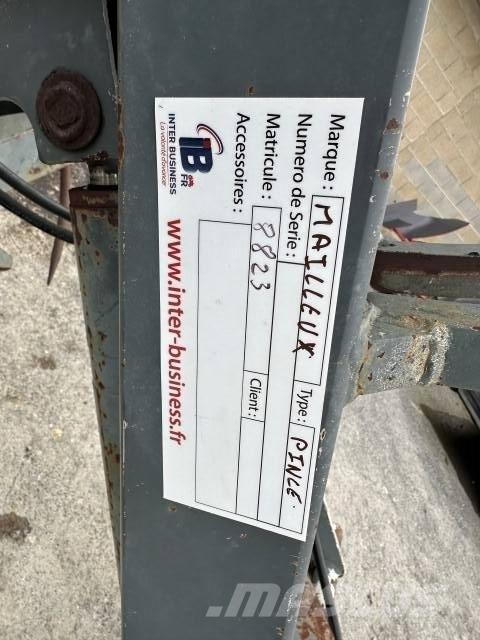 Marque : MAILLEUX Type : PINCE.
Numero de Serie :
Matricule : 8823 Client :
Accessoires :
IB.FR
INTER BUSINESS
La volonté d'avancer
www.inter-business.fr
MASCUS